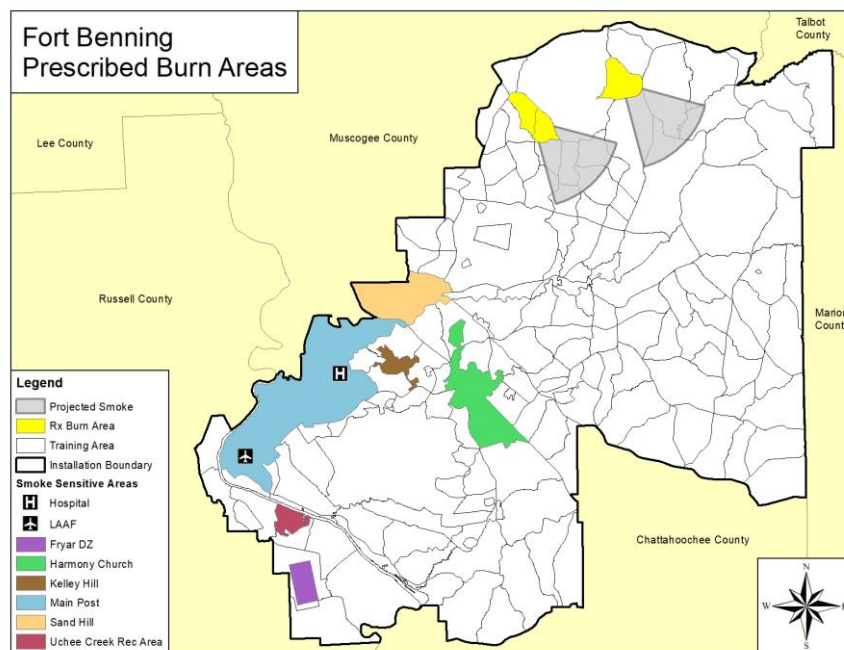 Fort Benning
Prescribed Burn Areas
Talbot
County
Lee County
Muscogee County
Russell County
Marion
County
Chattahoochee County
H
Legend
Projected Smoke
Rx Burn Area
Training Area
Installation Boundary
Smoke Sensitive Areas
H
Hospital
LAAF
Fryar DZ
Harmony Church
Kelley Hill
Main Post
Sand Hill
Uchee Creek Rec Area
N
W
E
S